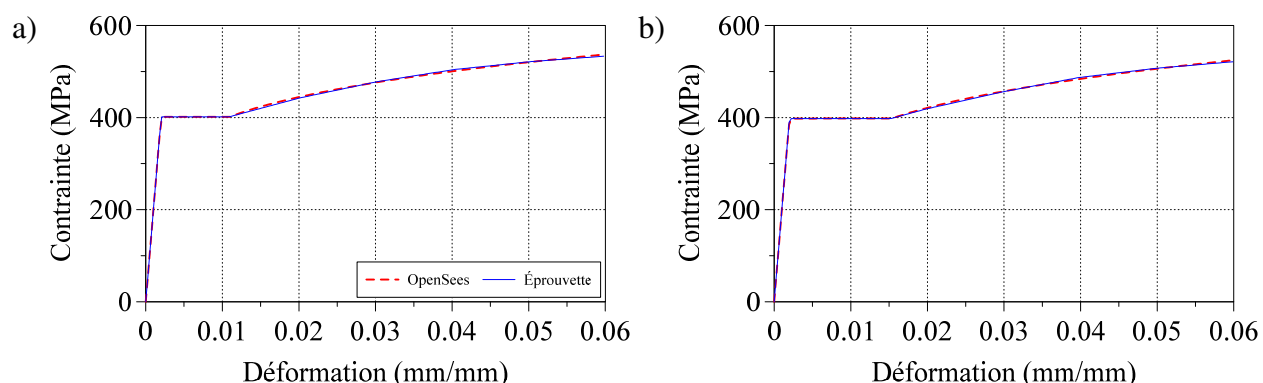 a)
600
400
200
0
Contrainte (MPa)
OpenSees Éprouvette
0 0.01 0.02 0.03 0.04 0.05 0.06
Déformation (mm/mm)
b)
600
400
200
0
Contrainte (MPa)
0 0.01 0.02 0.03 0.04 0.05 0.06
Déformation (mm/mm)